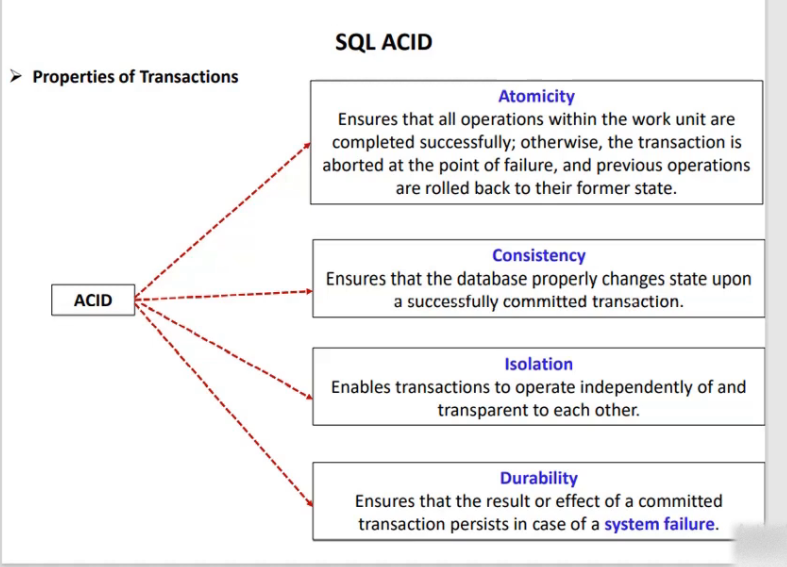 SQL ACID
➢ Properties of Transactions
Atomicity
Ensures that all operations within the work unit are
completed successfully; otherwise, the transaction is
aborted at the point of failure, and previous operations
are rolled back to their former state.
Consistency
Ensures that the database properly changes state upon
a successfully committed transaction.
ACID
Isolation
Enables transactions to operate independently of and
transparent to each other.
Durability
Ensures that the result or effect of a committed
transaction persists in case of a system failure.